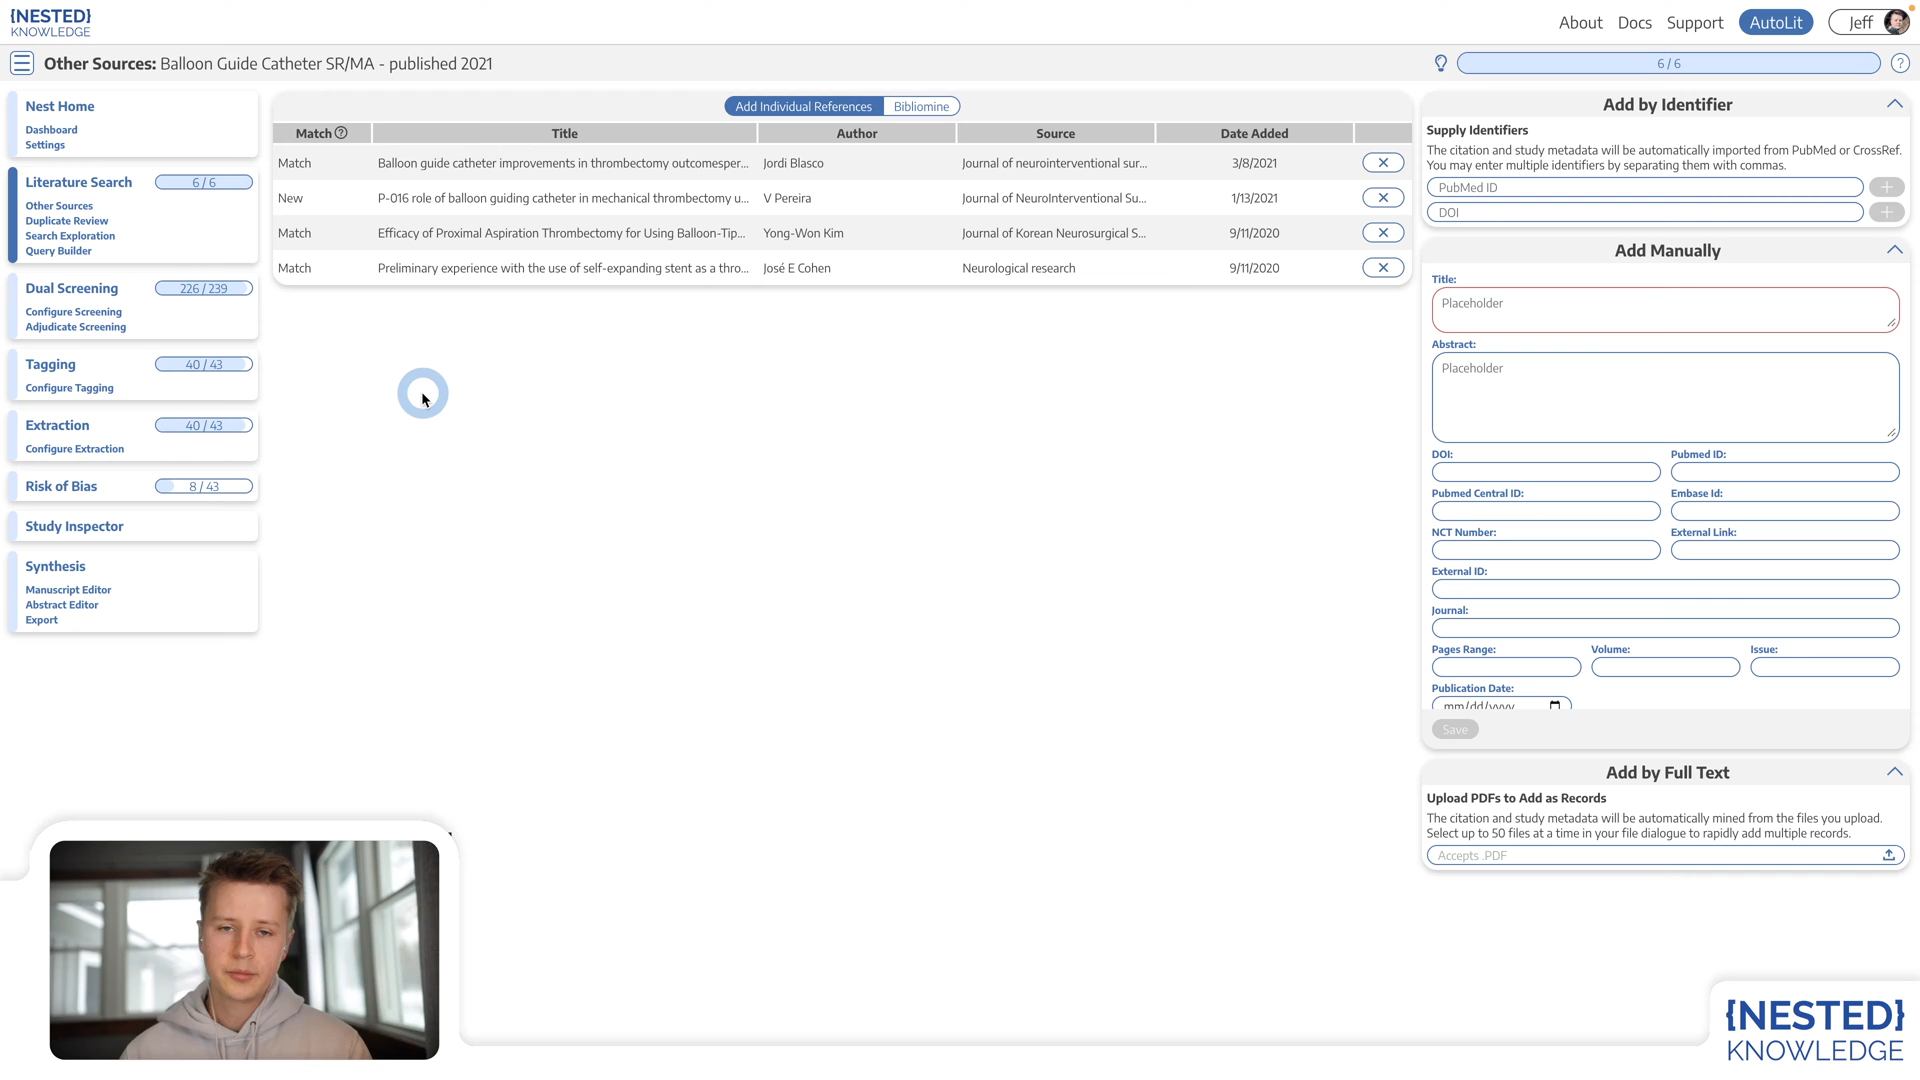 {NESTED}
KNOWLEDGE
About Docs Support AutoLit Jeff
Other Sources: Balloon Guide Catheter SR/MA - published 2021
6 / 6 ?
Nest Home
Dashboard
Settings
Literature Search 6 / 6
Other Sources
Duplicate Review
Search Exploration
Query Builder
Dual Screening 226 / 239
Configure Screening
Adjudicate Screening
Tagging 40 / 43
Configure Tagging
Extraction 40 / 43
Configure Extraction
Risk of Bias 8 / 43
Study Inspector
Synthesis
Manuscript Editor
Abstract Editor
Export
Add Individual References Bibliomine
Match ? Title Author Source Date Added
Match Balloon guide catheter improvements in thrombectomy outcomesper... Jordi Blasco Journal of neurointerventional sur... 3/8/2021
New P-016 role of balloon guiding catheter in mechanical thrombectomy u... V Pereira Journal of NeuroInterventional Su... 1/13/2021
Match Efficacy of Proximal Aspiration Thrombectomy for Using Balloon-Tip... Yong-Won Kim Journal of Korean Neurosurgical S... 9/11/2020
Match Preliminary experience with the use of self-expanding stent as a thro... José E Cohen Neurological research 9/11/2020
Add by Identifier
Supply Identifiers
The citation and study metadata will be automatically imported from PubMed or CrossRef.
You may enter multiple identifiers by separating them with commas.
PubMed ID
DOI
Add Manually
Title:
Placeholder
Abstract:
Placeholder
DOI: Pubmed ID:
Pubmed Central ID: Embase Id:
NCT Number: External Link:
External ID:
Journal:
Pages Range: Volume: Issue:
Publication Date:
mm/dd/yyyy
Save
Add by Full Text
Upload PDFs to Add as Records
The citation and study metadata will be automatically mined from the files you upload.
Select up to 50 files at a time in your file dialogue to rapidly add multiple records.
Accepts .PDF
{NESTED}
KNOWLEDGE